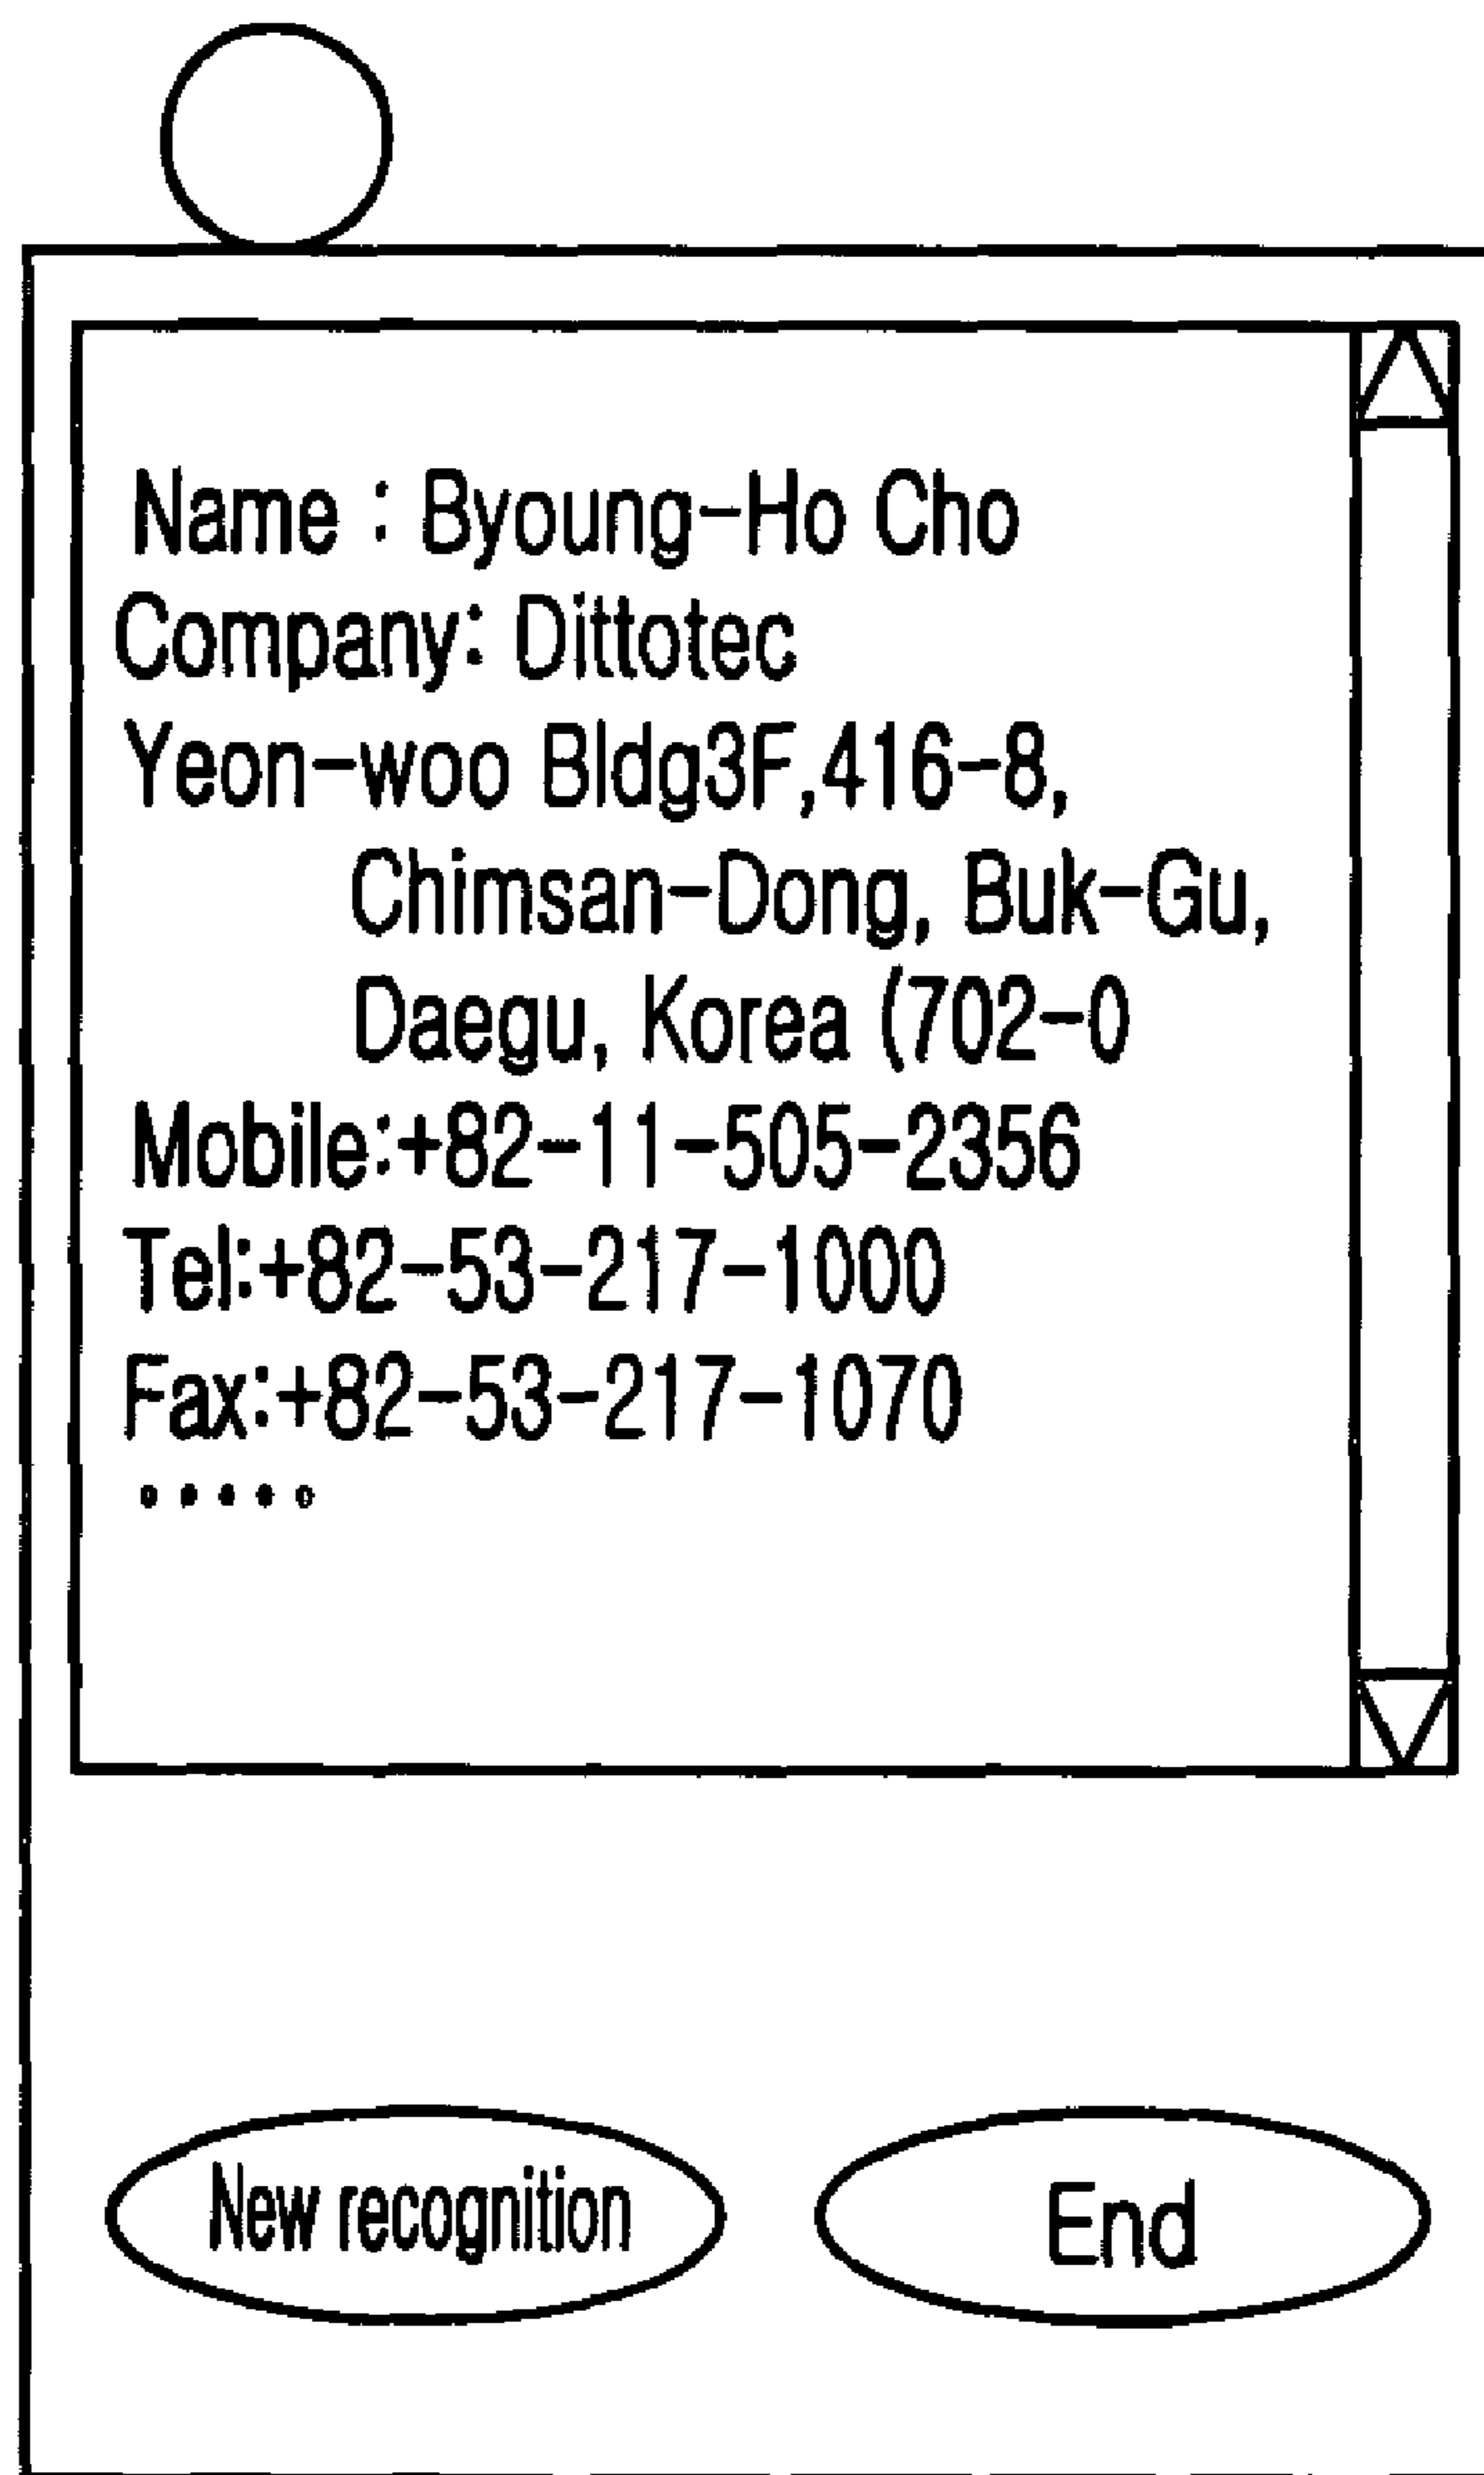 Name : Byoung-Ho Cho
Company: Dittotec
Yeon-woo Bldg3F,416-8,
Chimsan-Dong, Buk-Gu,
Daegu, Korea (702-0
Mobile:+82-11-505-2356
Tel:+82-53-217-1000
Fax:+82-53-217-1070
.....
New recognition
End